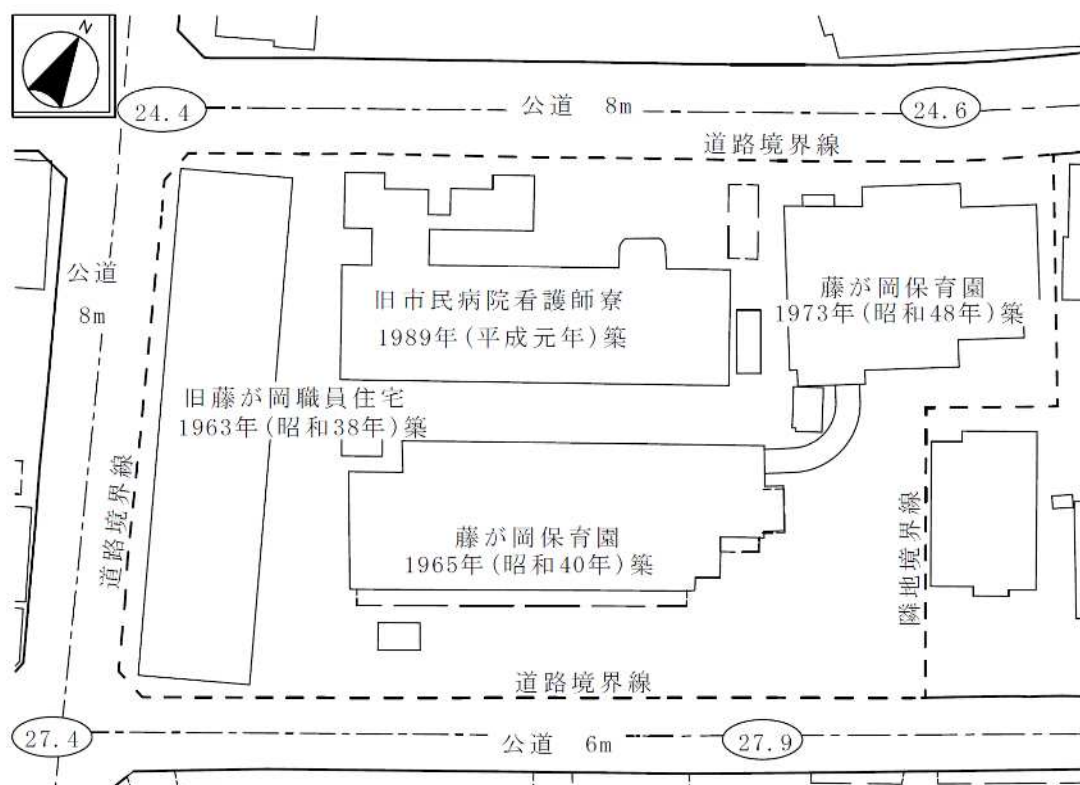 N
24.4
公道 8m
24.6
道路境界線
公道
8m
旧市民病院看護師寮
1989年(平成元年)築
藤が岡保育園
1973年(昭和48年)築
旧藤が岡職員住宅
1963年(昭和38年)築
道路境界線
藤が岡保育園
1965年(昭和40年)築
隣地境界線
道路境界線
27.4
公道 6m
27.9